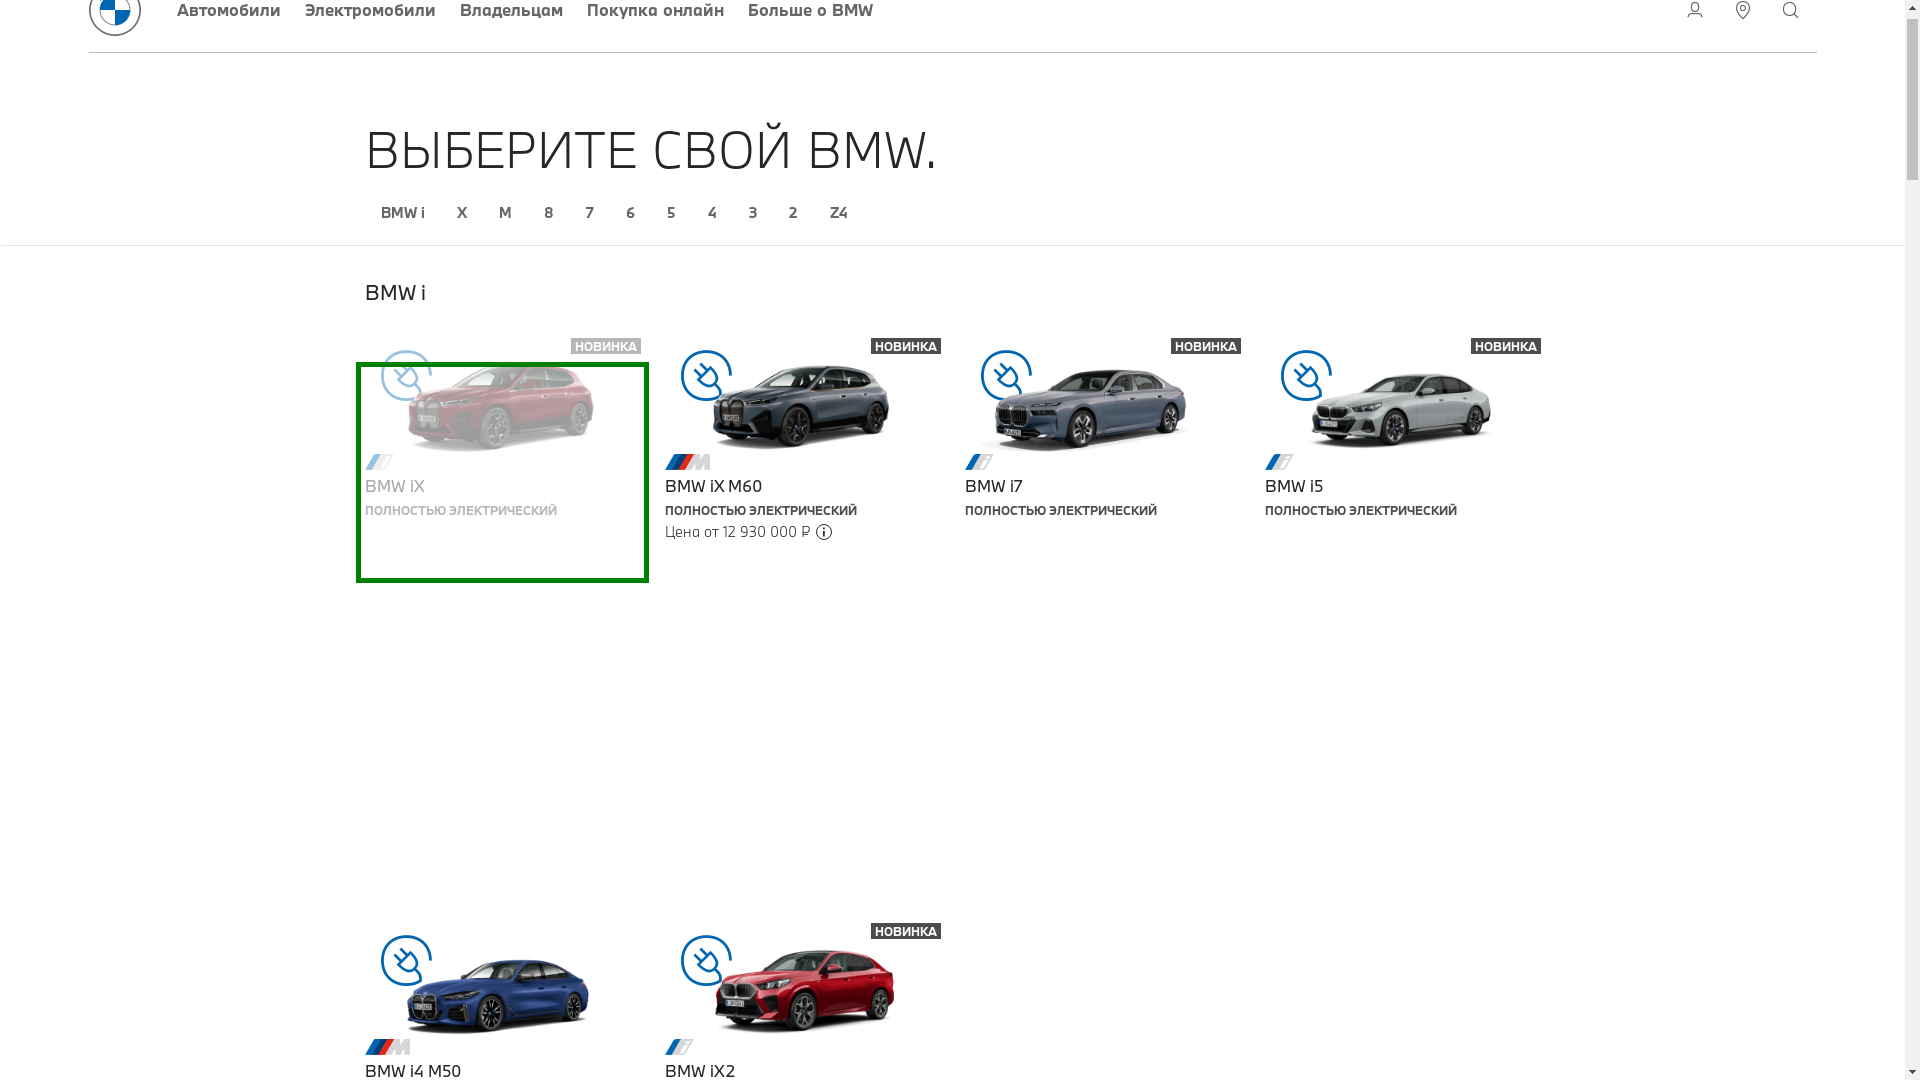 Автомобили Электромобили Владельцам Покупка онлайн Больше о BMW
ВЫБЕРИТЕ СВОЙ BMW.
BMW i X M 8 7 6 5 4 3 2 Z4
BMW i
НОВИНКА
BMW iX
ПОЛНОСТЬЮ ЭЛЕКТРИЧЕСКИЙ
НОВИНКА
BMW iX M60
ПОЛНОСТЬЮ ЭЛЕКТРИЧЕСКИЙ
Цена от 12 930 000 ₽
НОВИНКА
BMW i7
ПОЛНОСТЬЮ ЭЛЕКТРИЧЕСКИЙ
НОВИНКА
BMW i5
ПОЛНОСТЬЮ ЭЛЕКТРИЧЕСКИЙ
BMW i4 M50
НОВИНКА
BMW iX2